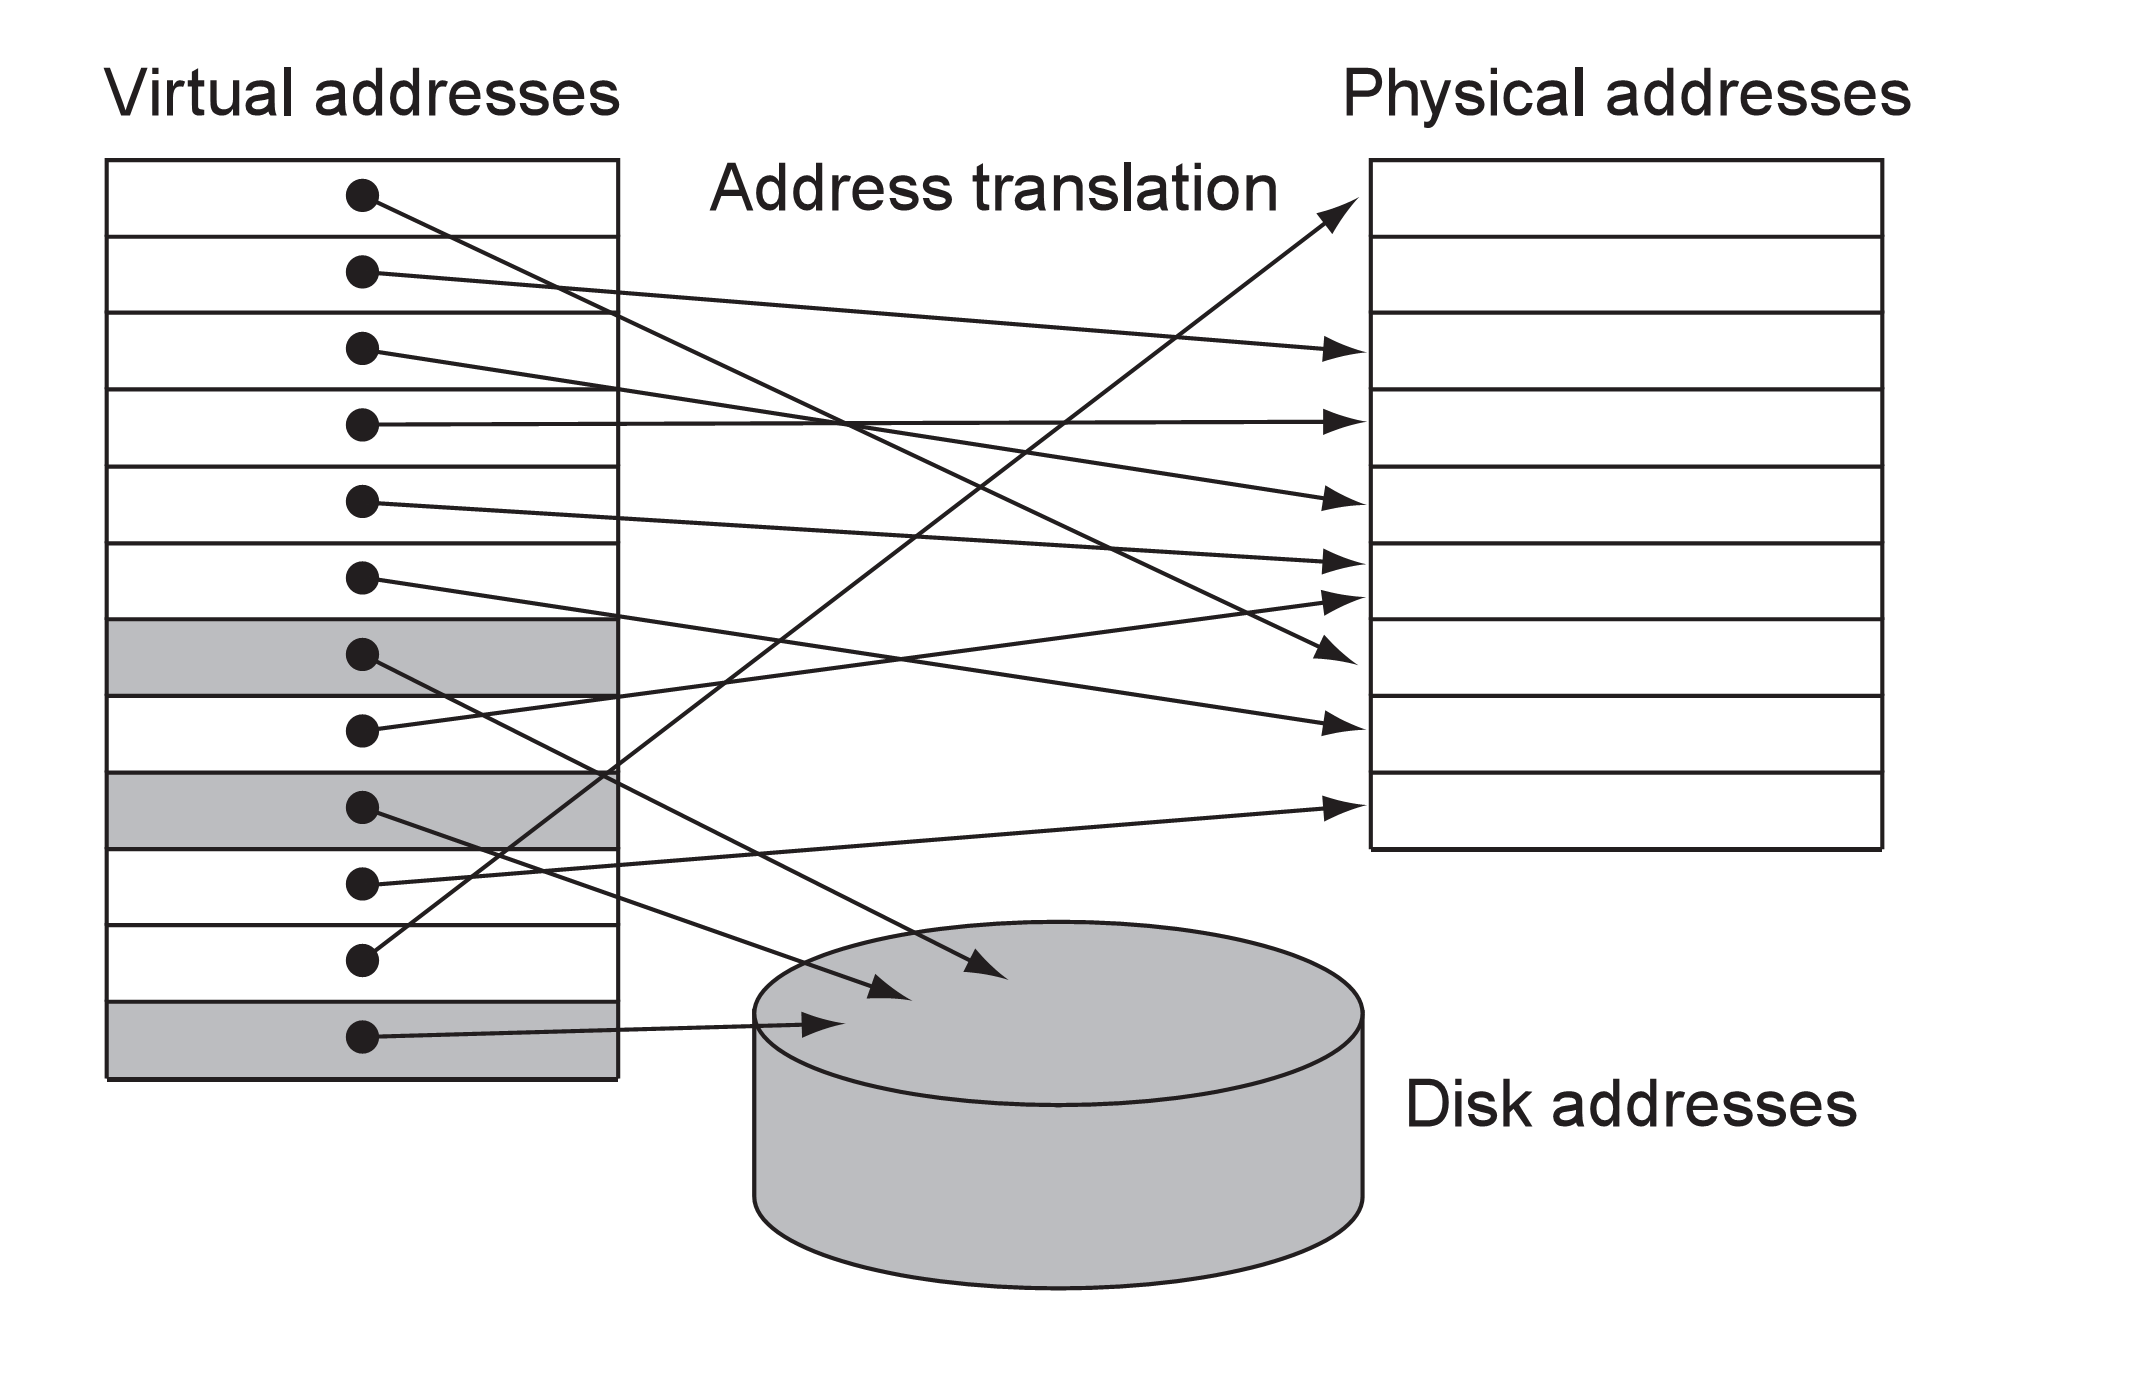 Virtual addresses
Physical addresses
Address translation
Disk addresses